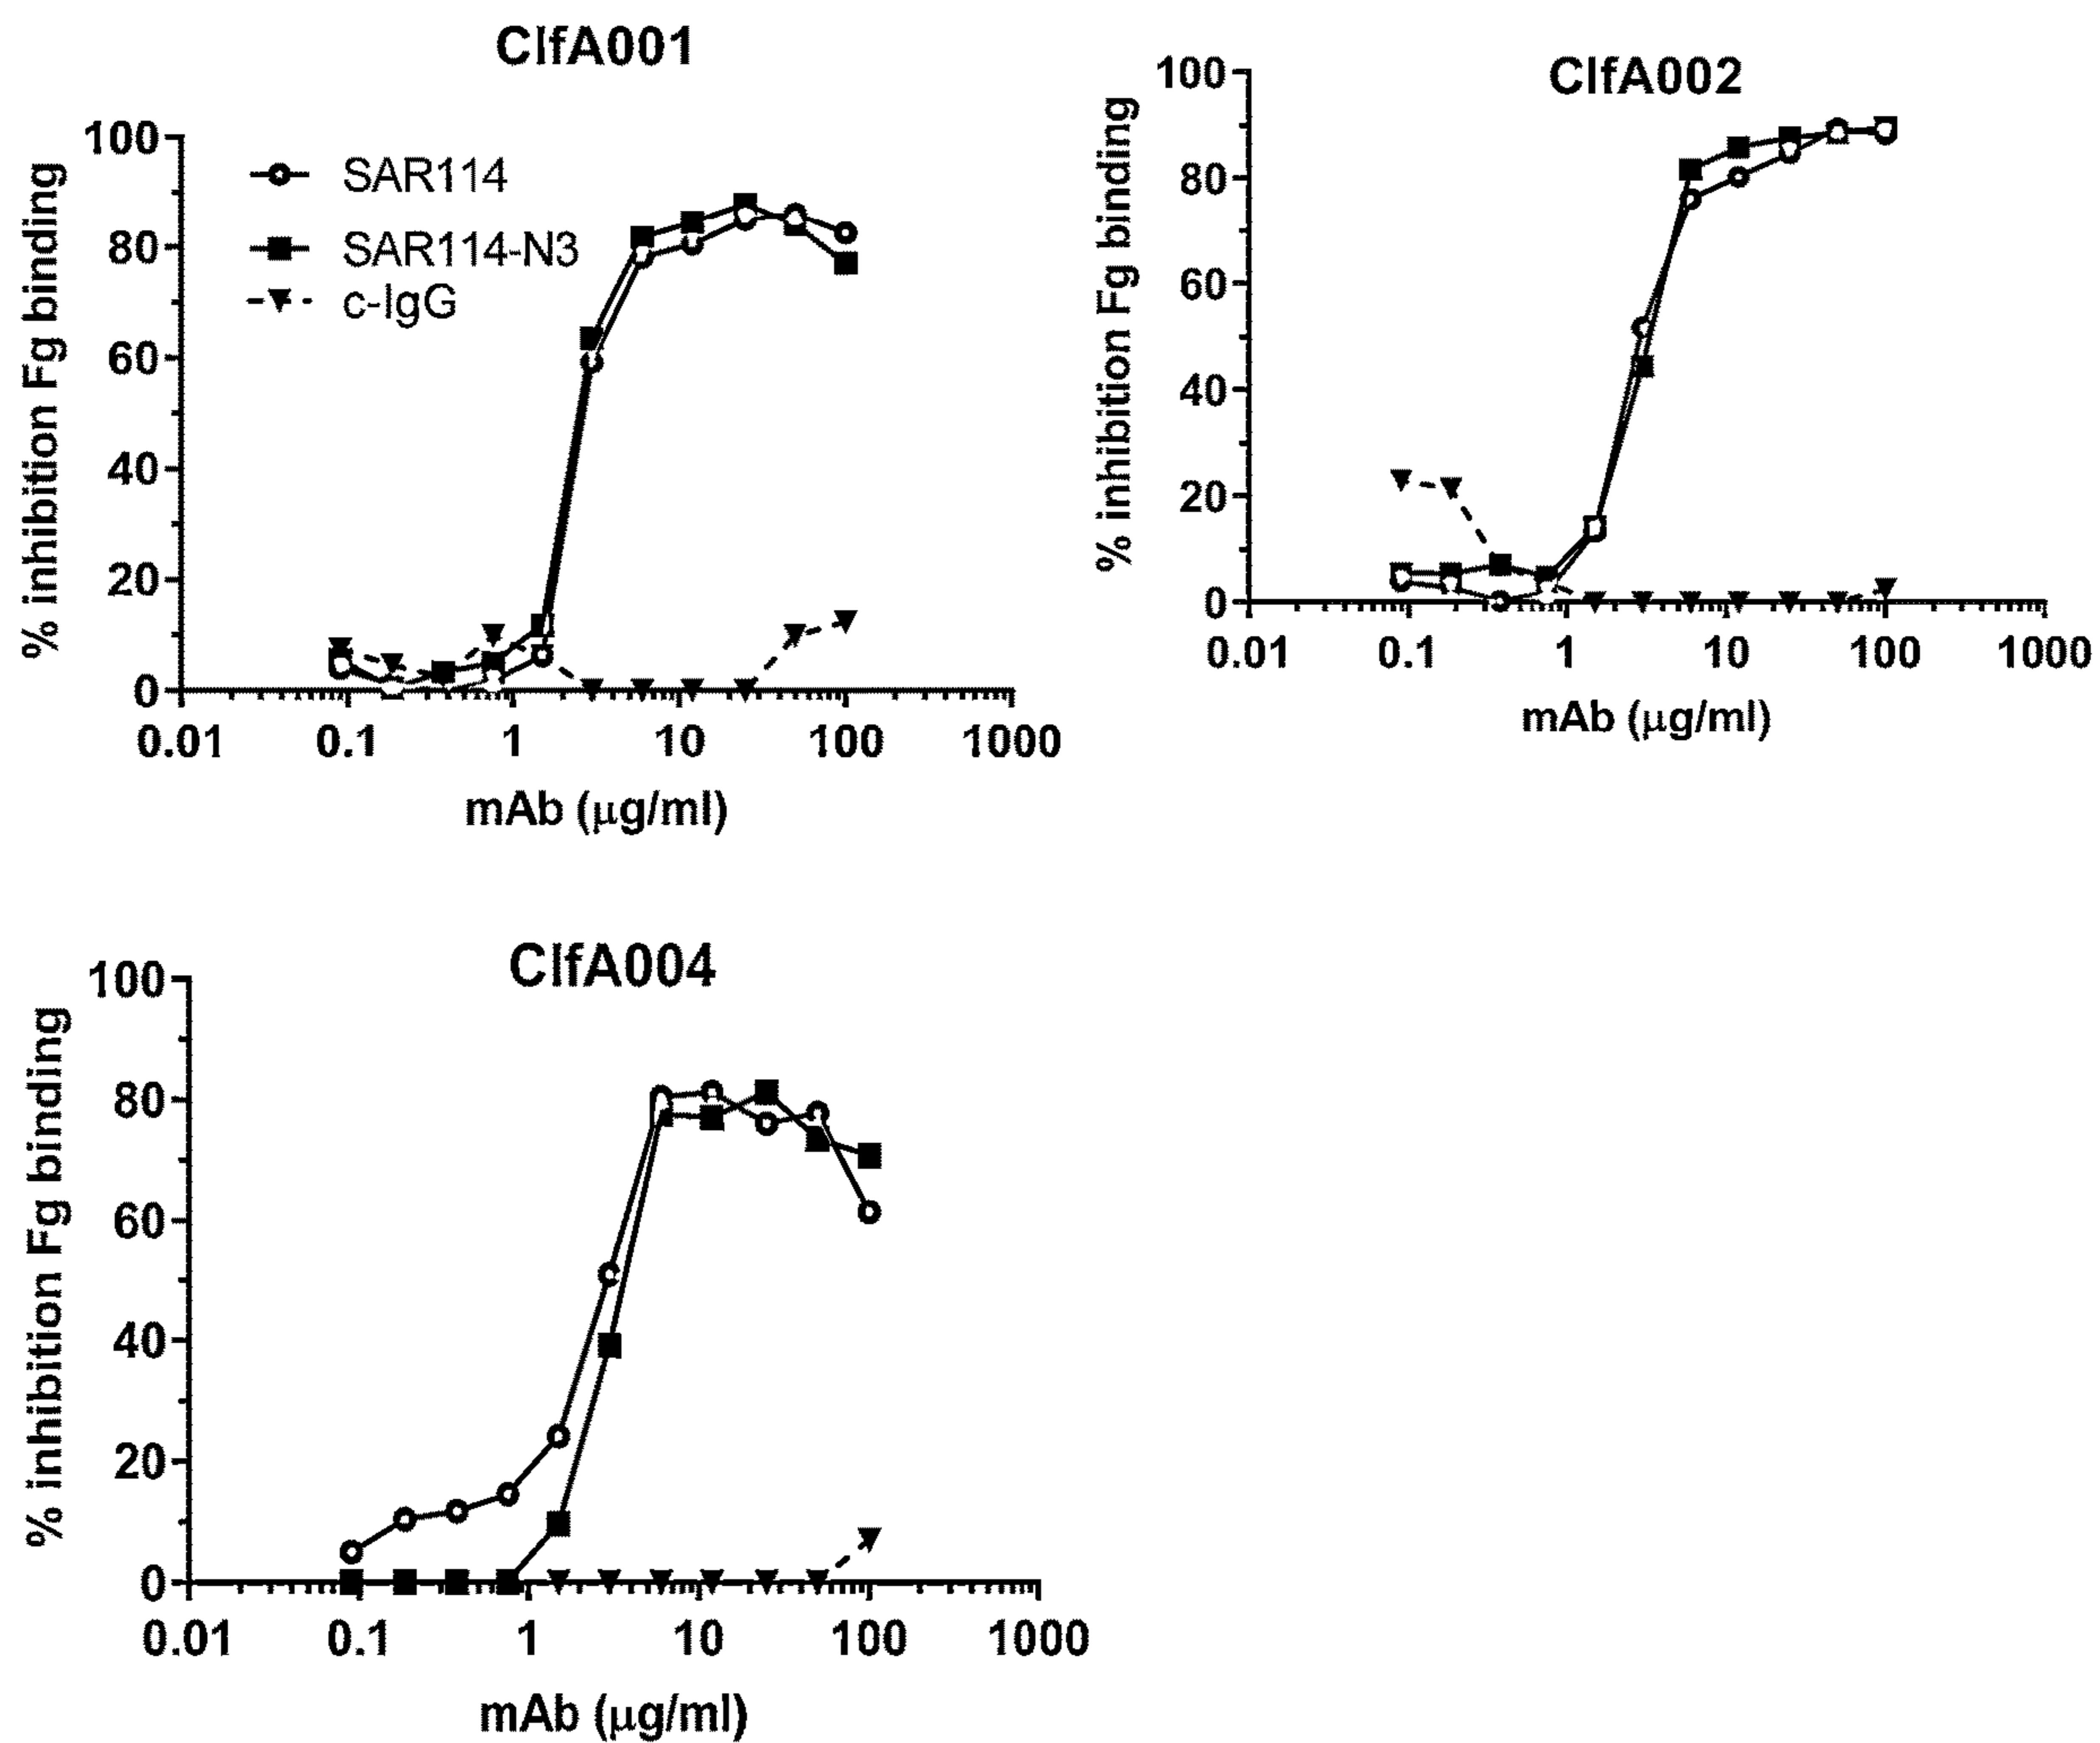 ClfA001
% inhibition Fg binding
100
80
60
40
20
0
SAR114
SAR114-N3
c-IgG
0.01 0.1 1 10 100 1000
mAb (μg/ml)
ClfA002
% inhibition Fg binding
100
80
60
40
20
0
0.01 0.1 1 10 100 1000
mAb (μg/ml)
ClfA004
% inhibition Fg binding
100
80
60
40
20
0
0.01 0.1 1 10 100 1000
mAb (μg/ml)